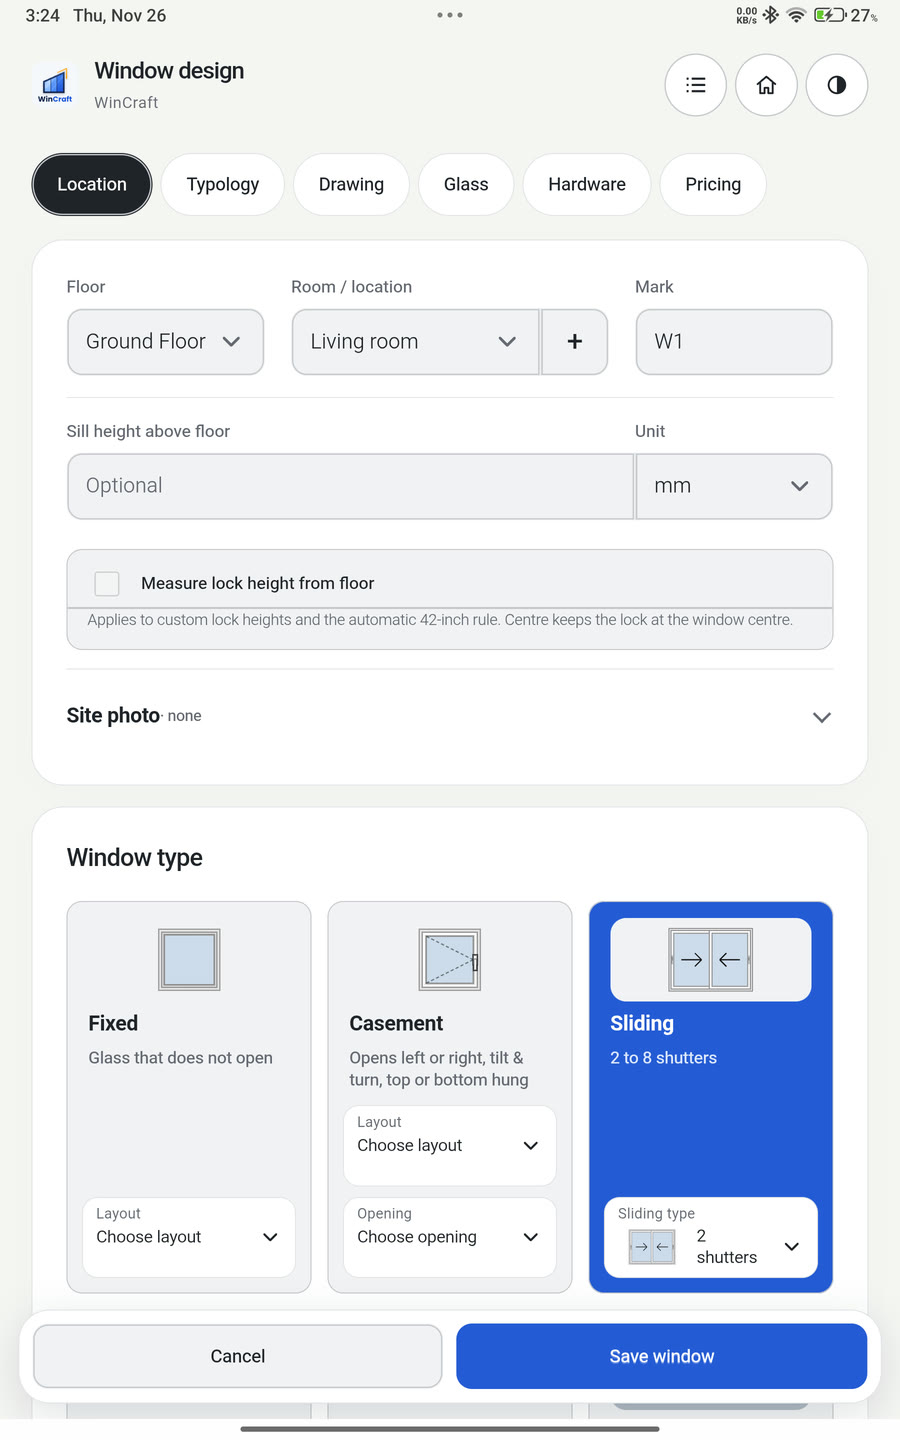 3:24 Thu, Nov 26
0.00
KB/s
27%
Window design
WinCraft
WinCraft
Location
Typology
Drawing
Glass
Hardware
Pricing
Floor
Room / location
Mark
Ground Floor
Living room
+
W1
Sill height above floor
Unit
Optional
mm
Measure lock height from floor
Applies to custom lock heights and the automatic 42-inch rule. Centre keeps the lock at the window centre.
Site photo · none
Window type
Fixed
Glass that does not open
Layout
Choose layout
Casement
Opens left or right, tilt &
turn, top or bottom hung
Layout
Choose layout
Opening
Choose opening
Sliding
2 to 8 shutters
Sliding type
2
shutters
Cancel
Save window